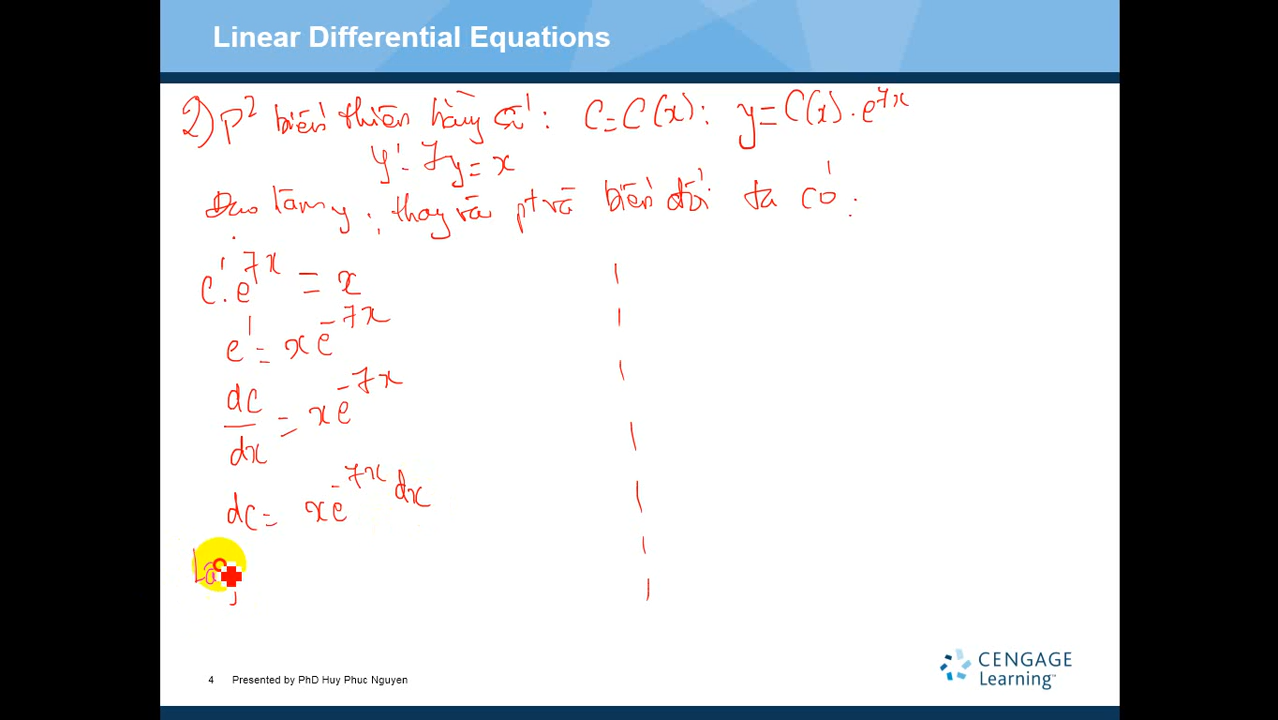 Linear Differential Equations
2) P² biến thiên hằng số: C=C(x): y=C(x).e^7x
y'-7y=x
Đạo hàm y, thay vào pt và biến đổi ta có:
C'.e^7x = x
C' = xe^-7x
dC/dx = xe^-7x
dC = xe^-7x dx
4 Presented by PhD Huy Phuc Nguyen
CENGAGE
Learning™